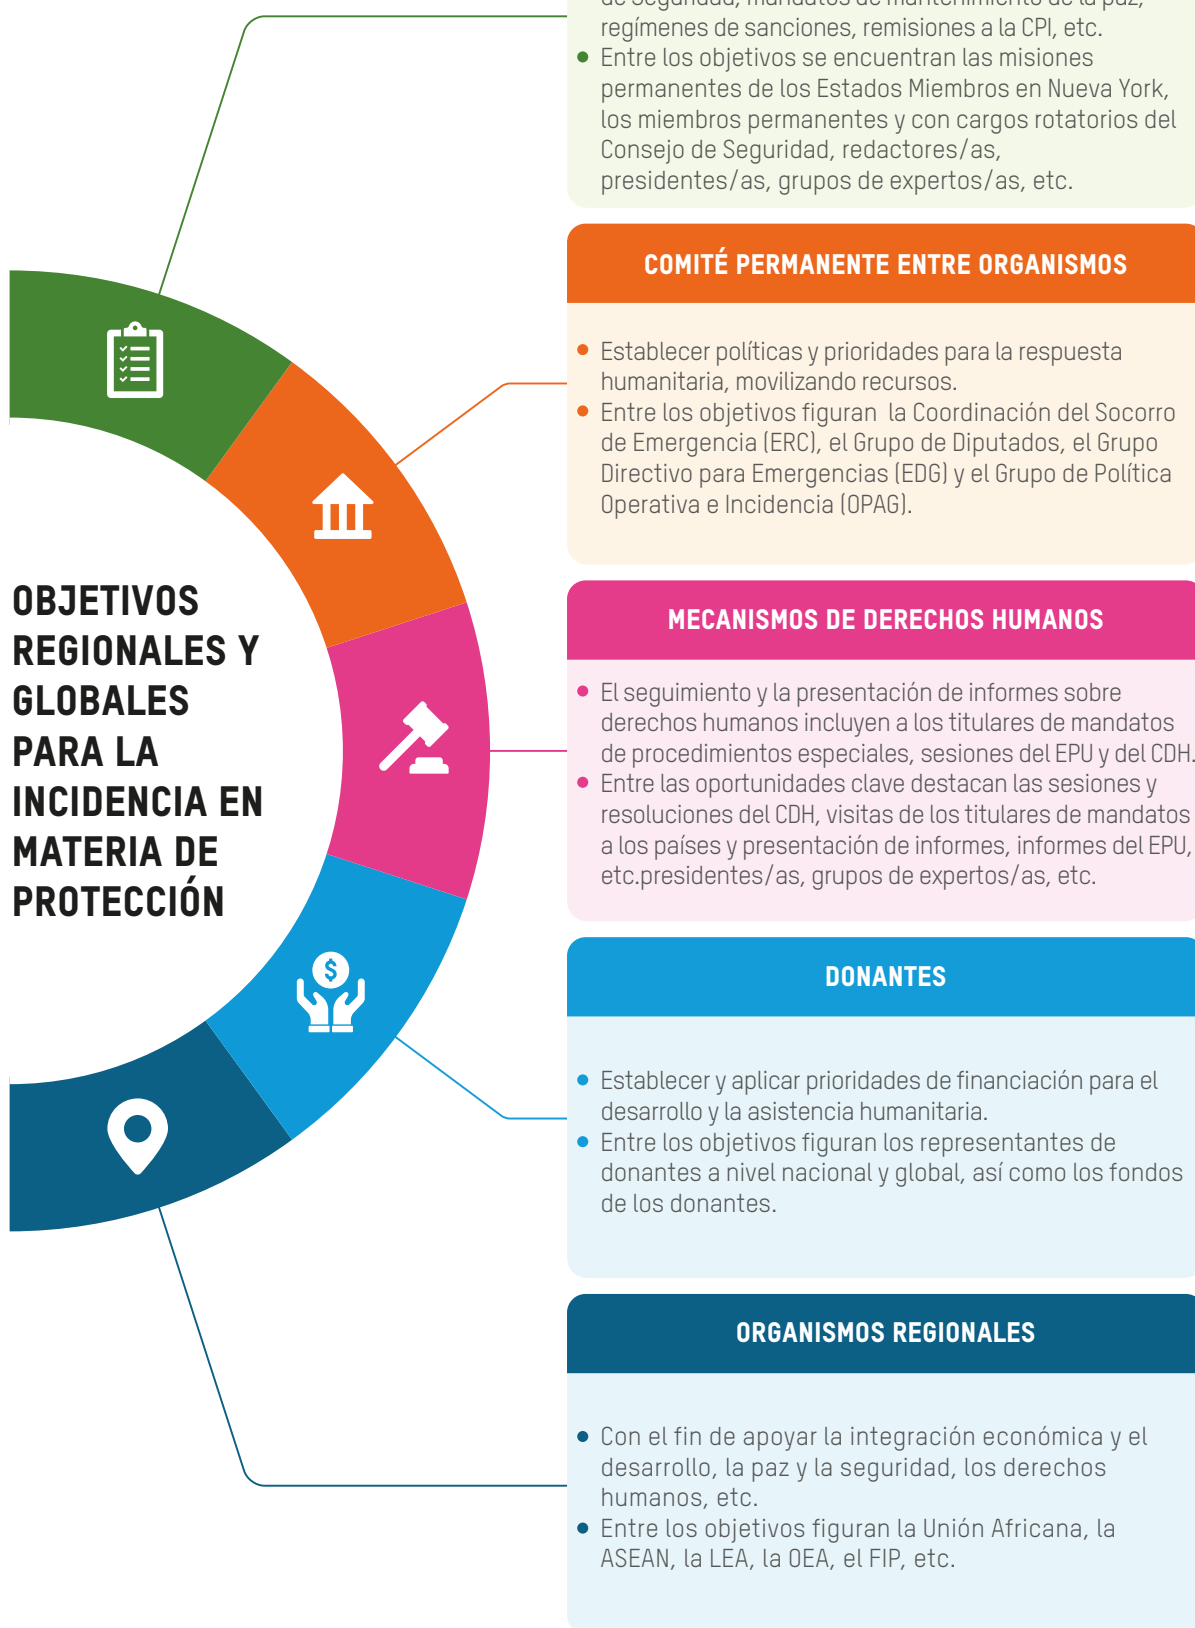 de Seguridad, mandatos de mantenimiento de la paz,
regímenes de sanciones, remisiones a la CPI, etc.
Entre los objetivos se encuentran las misiones
permanentes de los Estados Miembros en Nueva York,
los miembros permanentes y con cargos rotatorios del
Consejo de Seguridad, redactores/as,
presidentes/as, grupos de expertos/as, etc.
COMITÉ PERMANENTE ENTRE ORGANISMOS
Establecer políticas y prioridades para la respuesta
humanitaria, movilizando recursos.
Entre los objetivos figuran la Coordinación del Socorro
de Emergencia (ERC), el Grupo de Diputados, el Grupo
Directivo para Emergencias (EDG) y el Grupo de Política
Operativa e Incidencia (OPAG).
OBJETIVOS
REGIONALES Y
GLOBALES
PARA LA
INCIDENCIA EN
MATERIA DE
PROTECCIÓN
MECANISMOS DE DERECHOS HUMANOS
El seguimiento y la presentación de informes sobre
derechos humanos incluyen a los titulares de mandatos
de procedimientos especiales, sesiones del EPU y del CDH.
Entre las oportunidades clave destacan las sesiones y
resoluciones del CDH, visitas de los titulares de mandatos
a los países y presentación de informes, informes del EPU,
etc.presidentes/as, grupos de expertos/as, etc.
DONANTES
$
Establecer y aplicar prioridades de financiación para el
desarrollo y la asistencia humanitaria.
Entre los objetivos figuran los representantes de
donantes a nivel nacional y global, así como los fondos
de los donantes.
ORGANISMOS REGIONALES
Con el fin de apoyar la integración económica y el
desarrollo, la paz y la seguridad, los derechos
humanos, etc.
Entre los objetivos figuran la Unión Africana, la
ASEAN, la LEA, la OEA, el FIP, etc.